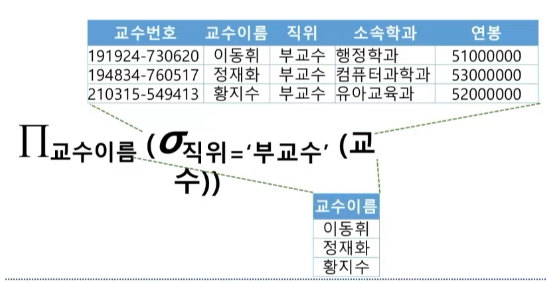 교수번호 교수이름 직위 소속학과 연봉
191924-730620 이동휘 부교수 행정학과 51000000
194834-760517 정재화 부교수 컴퓨터과학과 53000000
210315-549413 황지수 부교수 유아교육과 52000000
∏교수이름 (σ직위=‘부교수’ (교
수))
교수이름
이동휘
정재화
황지수